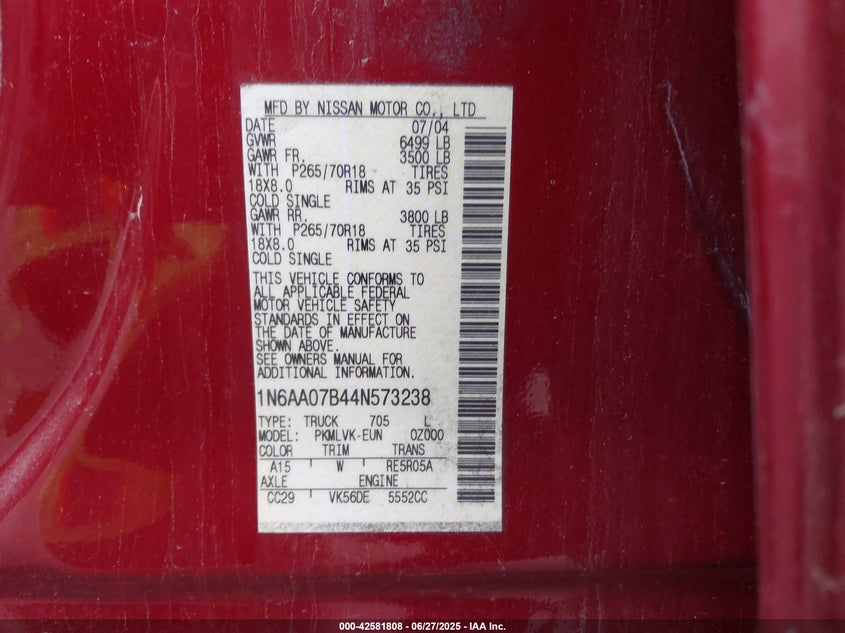 MFD BY NISSAN MOTOR CO., LTD
DATE 07/04
GVWR 6499 LB
GAWR FR. 3500 LB
WITH P265/70R18 TIRES
18X8.0 RIMS AT 35 PSI
COLD SINGLE
GAWR RR. 3800 LB
WITH P265/70R18 TIRES
18X8.0 RIMS AT 35 PSI
COLD SINGLE
THIS VEHICLE CONFORMS TO
ALL APPLICABLE FEDERAL
MOTOR VEHICLE SAFETY
STANDARDS IN EFFECT ON
THE DATE OF MANUFACTURE
SHOWN ABOVE.
SEE OWNERS MANUAL FOR
ADDITIONAL INFORMATION.
1N6AA07B44N573238
TYPE: TRUCK 705 L
MODEL: PKMLVK-EUN 0Z000
COLOR TRIM TRANS
A15 W RE5R05A
AXLE ENGINE
CC29 VK56DE 5552CC
000-42581808 - 06/27/2025 - IAA Inc.